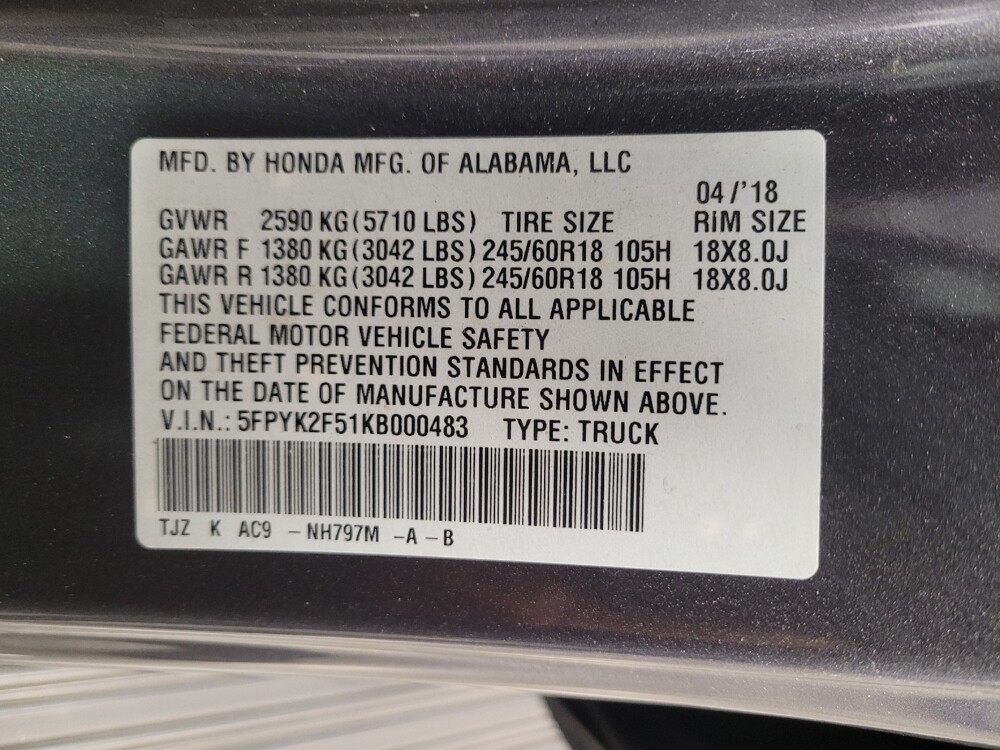 MFD. BY HONDA MFG. OF ALABAMA, LLC
04/'18
GVWR 2590 KG(5710 LBS) TIRE SIZE RIM SIZE
GAWR F 1380 KG(3042 LBS) 245/60R18 105H 18X8.0J
GAWR R 1380 KG(3042 LBS) 245/60R18 105H 18X8.0J
THIS VEHICLE CONFORMS TO ALL APPLICABLE
FEDERAL MOTOR VEHICLE SAFETY
AND THEFT PREVENTION STANDARDS IN EFFECT
ON THE DATE OF MANUFACTURE SHOWN ABOVE.
V.I.N.: 5FPYK2F51KB000483 TYPE: TRUCK
TJZ K AC9 – NH797M –A –B